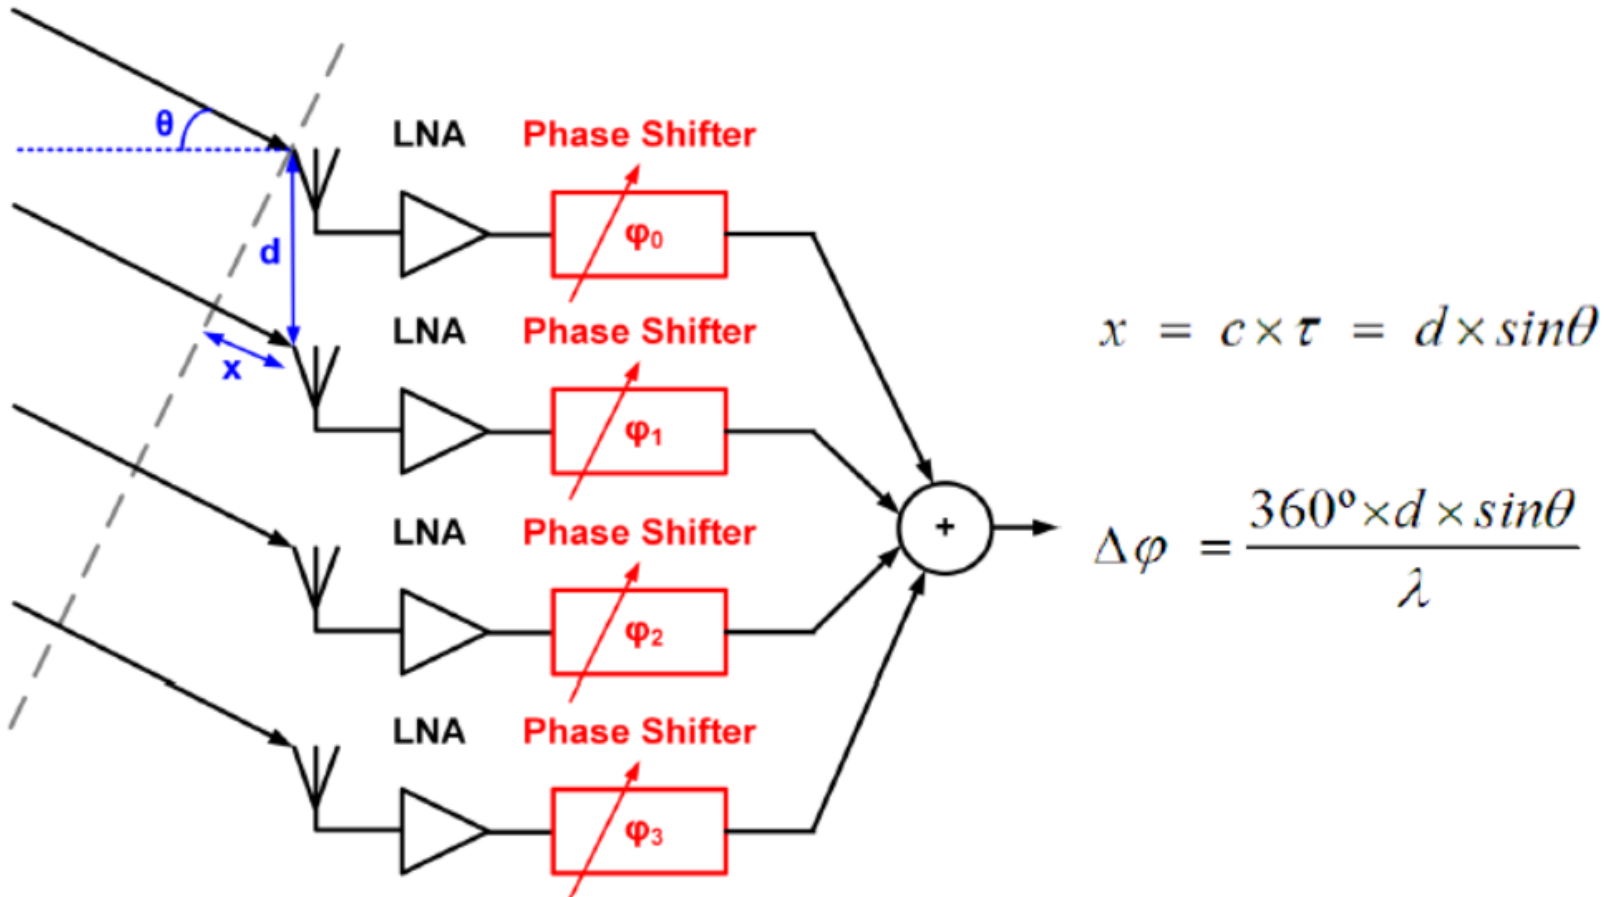 θ
d
x
LNA Phase Shifter
φ0
LNA Phase Shifter
φ1
LNA Phase Shifter
φ2
LNA Phase Shifter
φ3
+
x = c×τ = d×sinθ
Δφ = 360º×d×sinθ
λ